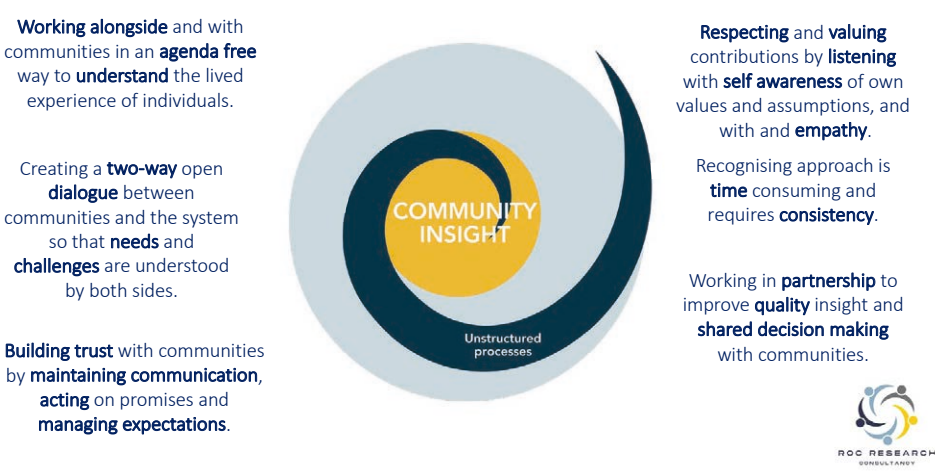 Working alongside and with
communities in an agenda free
way to understand the lived
experience of individuals.
Creating a two-way open
dialogue between
communities and the system
so that needs and
challenges are understood
by both sides.
Building trust with communities
by maintaining communication,
acting on promises and
managing expectations.
COMMUNITY
INSIGHT
Unstructured
processes
Respecting and valuing
contributions by listening
with self awareness of own
values and assumptions, and
with and empathy.
Recognising approach is
time consuming and
requires consistency.
Working in partnership to
improve quality insight and
shared decision making
with communities.
ROC RESEARCH
CONSULTANCY